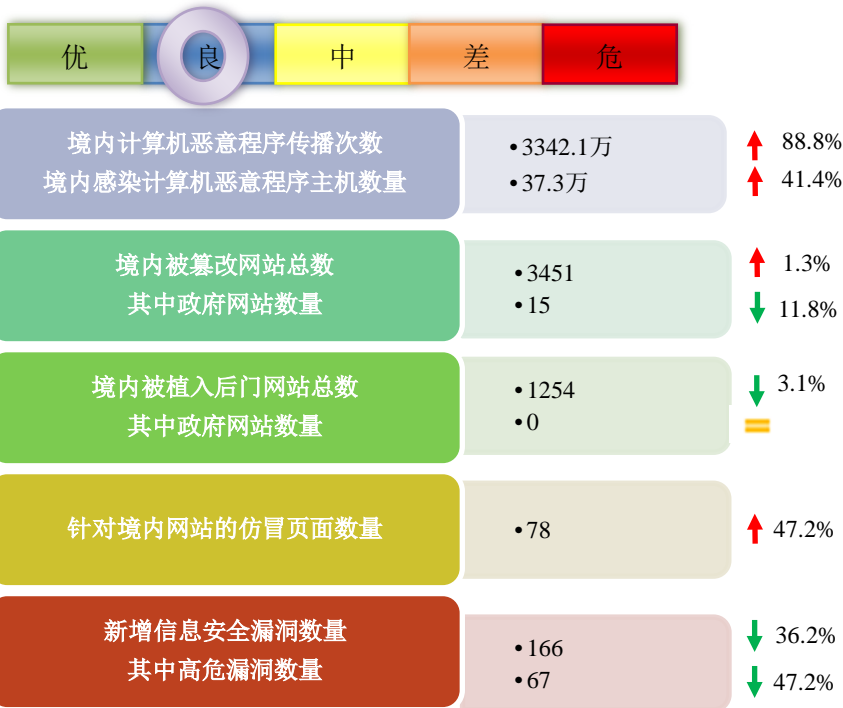 优 良 中 差 危
境内计算机恶意程序传播次数 •3342.1万 88.8%
境内感染计算机恶意程序主机数量 •37.3万 41.4%
境内被篡改网站总数 •3451 1.3%
其中政府网站数量 •15 11.8%
境内被植入后门网站总数 •1254 3.1%
其中政府网站数量 •0
针对境内网站的仿冒页面数量 •78 47.2%
新增信息安全漏洞数量 •166 36.2%
其中高危漏洞数量 •67 47.2%